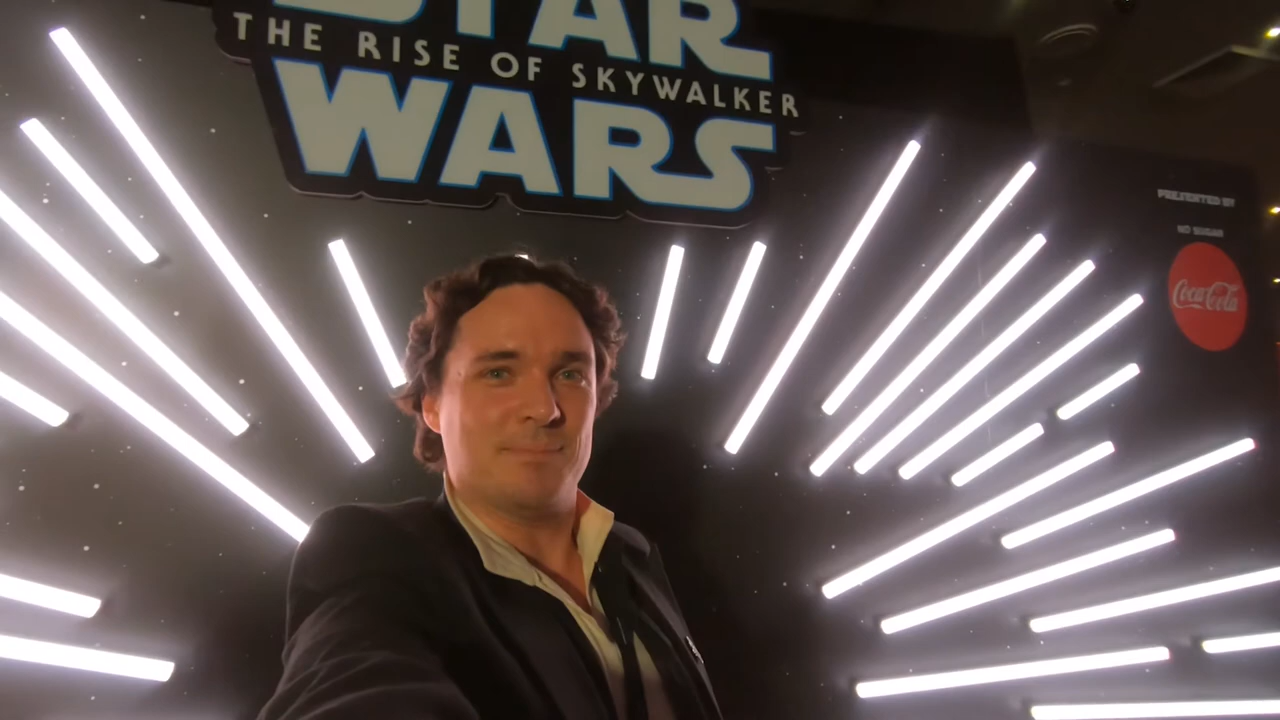 STAR
THE RISE OF SKYWALKER
WARS
PRESENTED BY
NO SUGAR
Coca-Cola